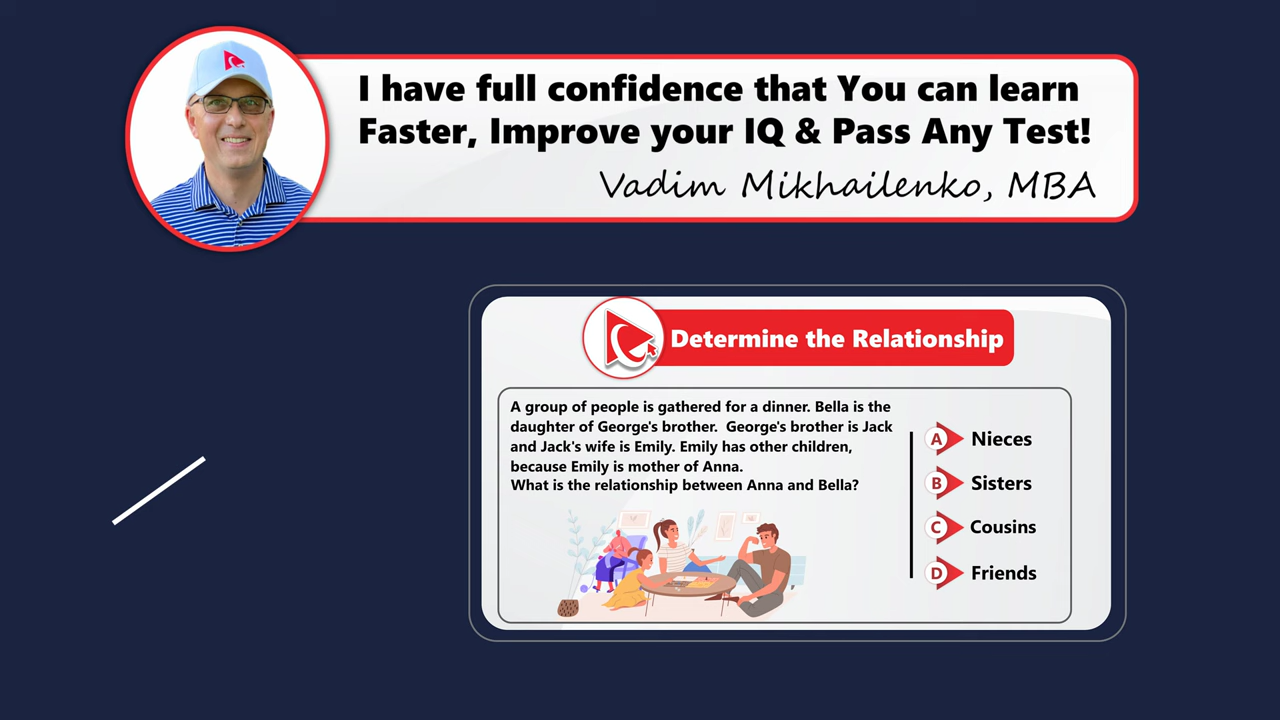 I have full confidence that You can learn
Faster, Improve your IQ & Pass Any Test!
Vadim Mikhailenko, MBA
Determine the Relationship
A group of people is gathered for a dinner. Bella is the
daughter of George's brother.  George's brother is Jack
and Jack's wife is Emily. Emily has other children,
because Emily is mother of Anna.
What is the relationship between Anna and Bella?
A Nieces
B Sisters
C Cousins
D Friends